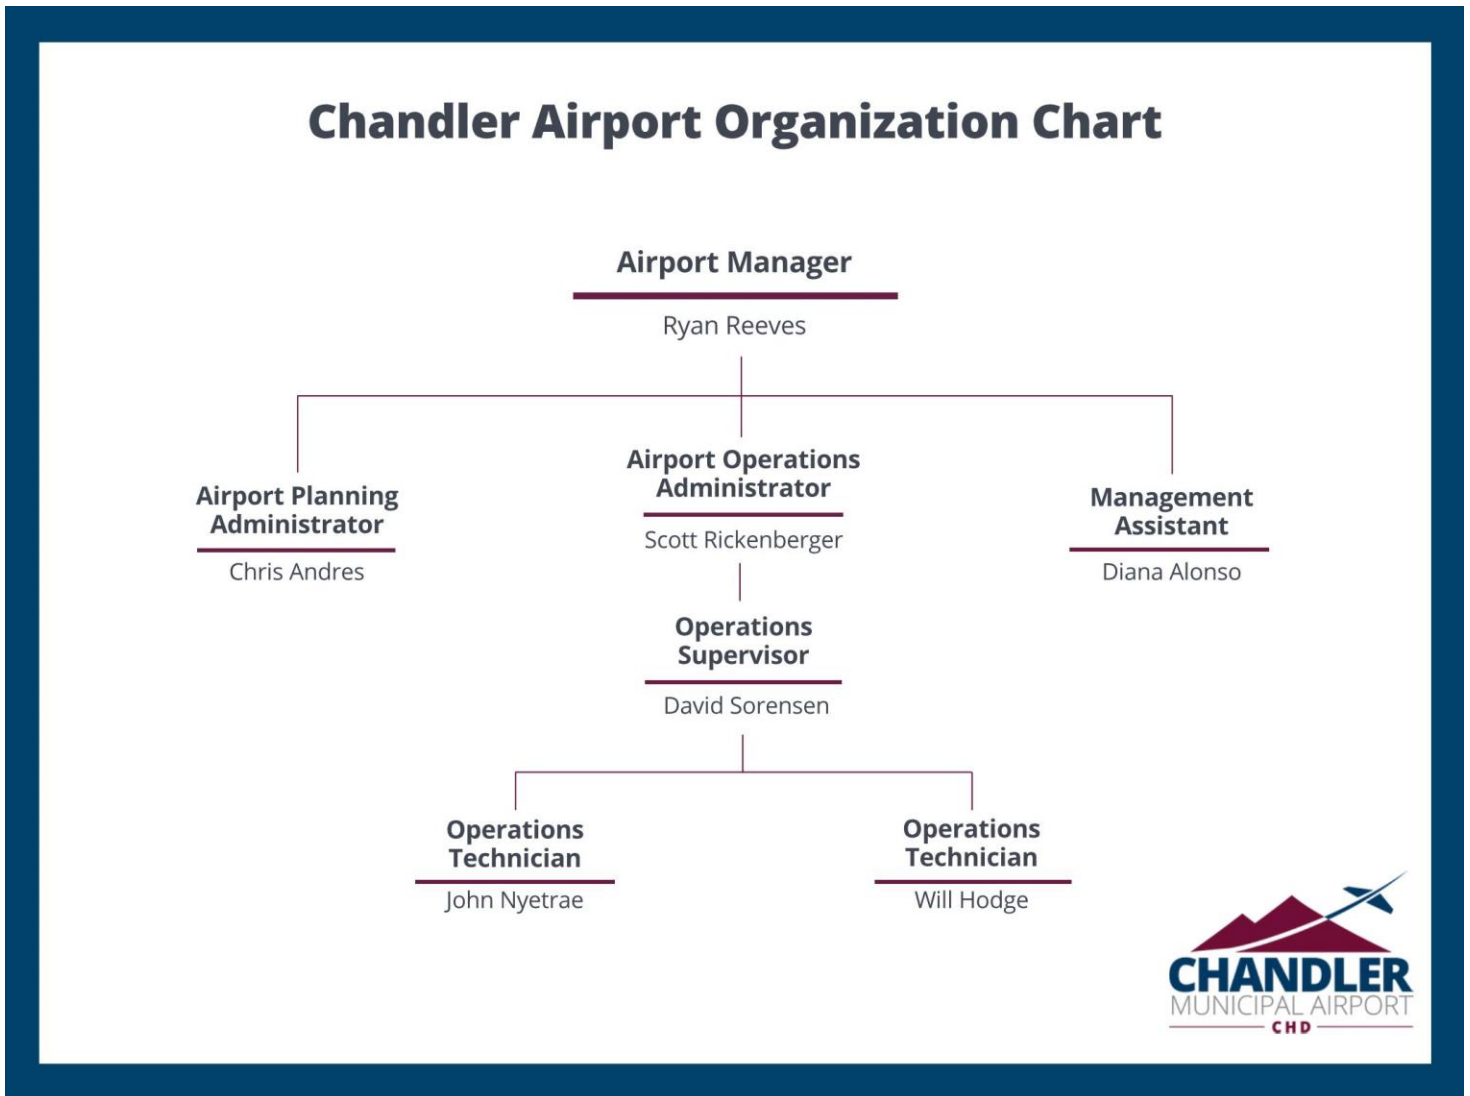 Chandler Airport Organization Chart
Airport Manager
Ryan Reeves
Airport Planning
Administrator
Chris Andres
Airport Operations
Administrator
Scott Rickenberger
Management
Assistant
Diana Alonso
Operations
Supervisor
David Sorensen
Operations
Technician
John Nyetrae
Operations
Technician
Will Hodge
CHANDLER
MUNICIPAL AIRPORT
CHD